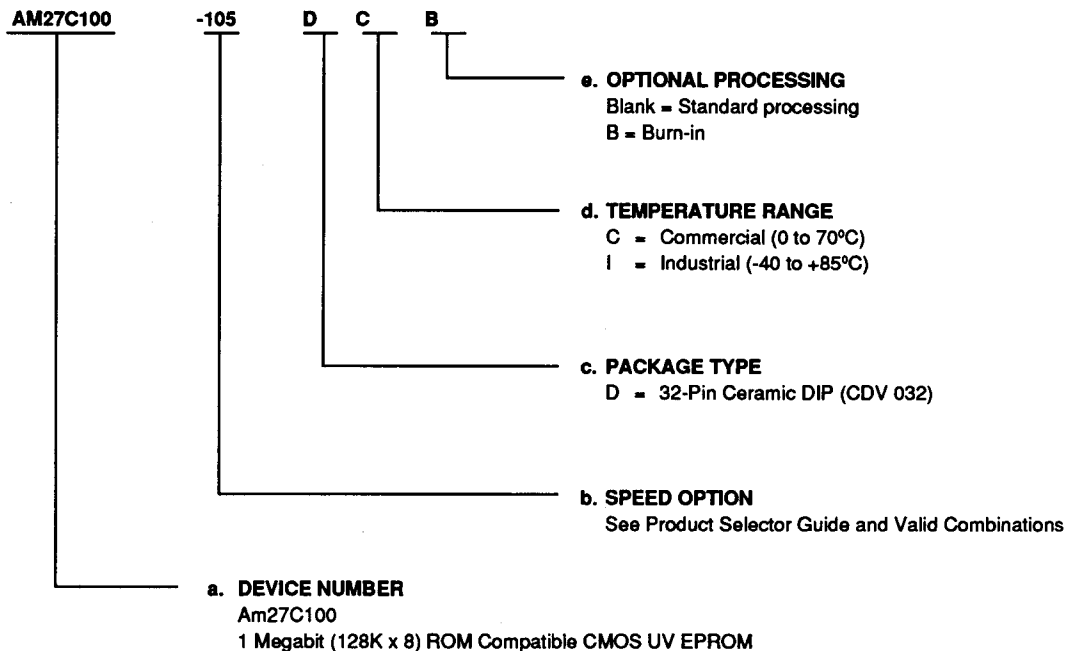 AM27C100 -105 D C B
e. OPTIONAL PROCESSING
Blank = Standard processing
B = Burn-in
d. TEMPERATURE RANGE
C = Commercial (0 to 70ºC)
I = Industrial (-40 to +85ºC)
c. PACKAGE TYPE
D = 32-Pin Ceramic DIP (CDV 032)
b. SPEED OPTION
See Product Selector Guide and Valid Combinations
a. DEVICE NUMBER
Am27C100
1 Megabit (128K x 8) ROM Compatible CMOS UV EPROM